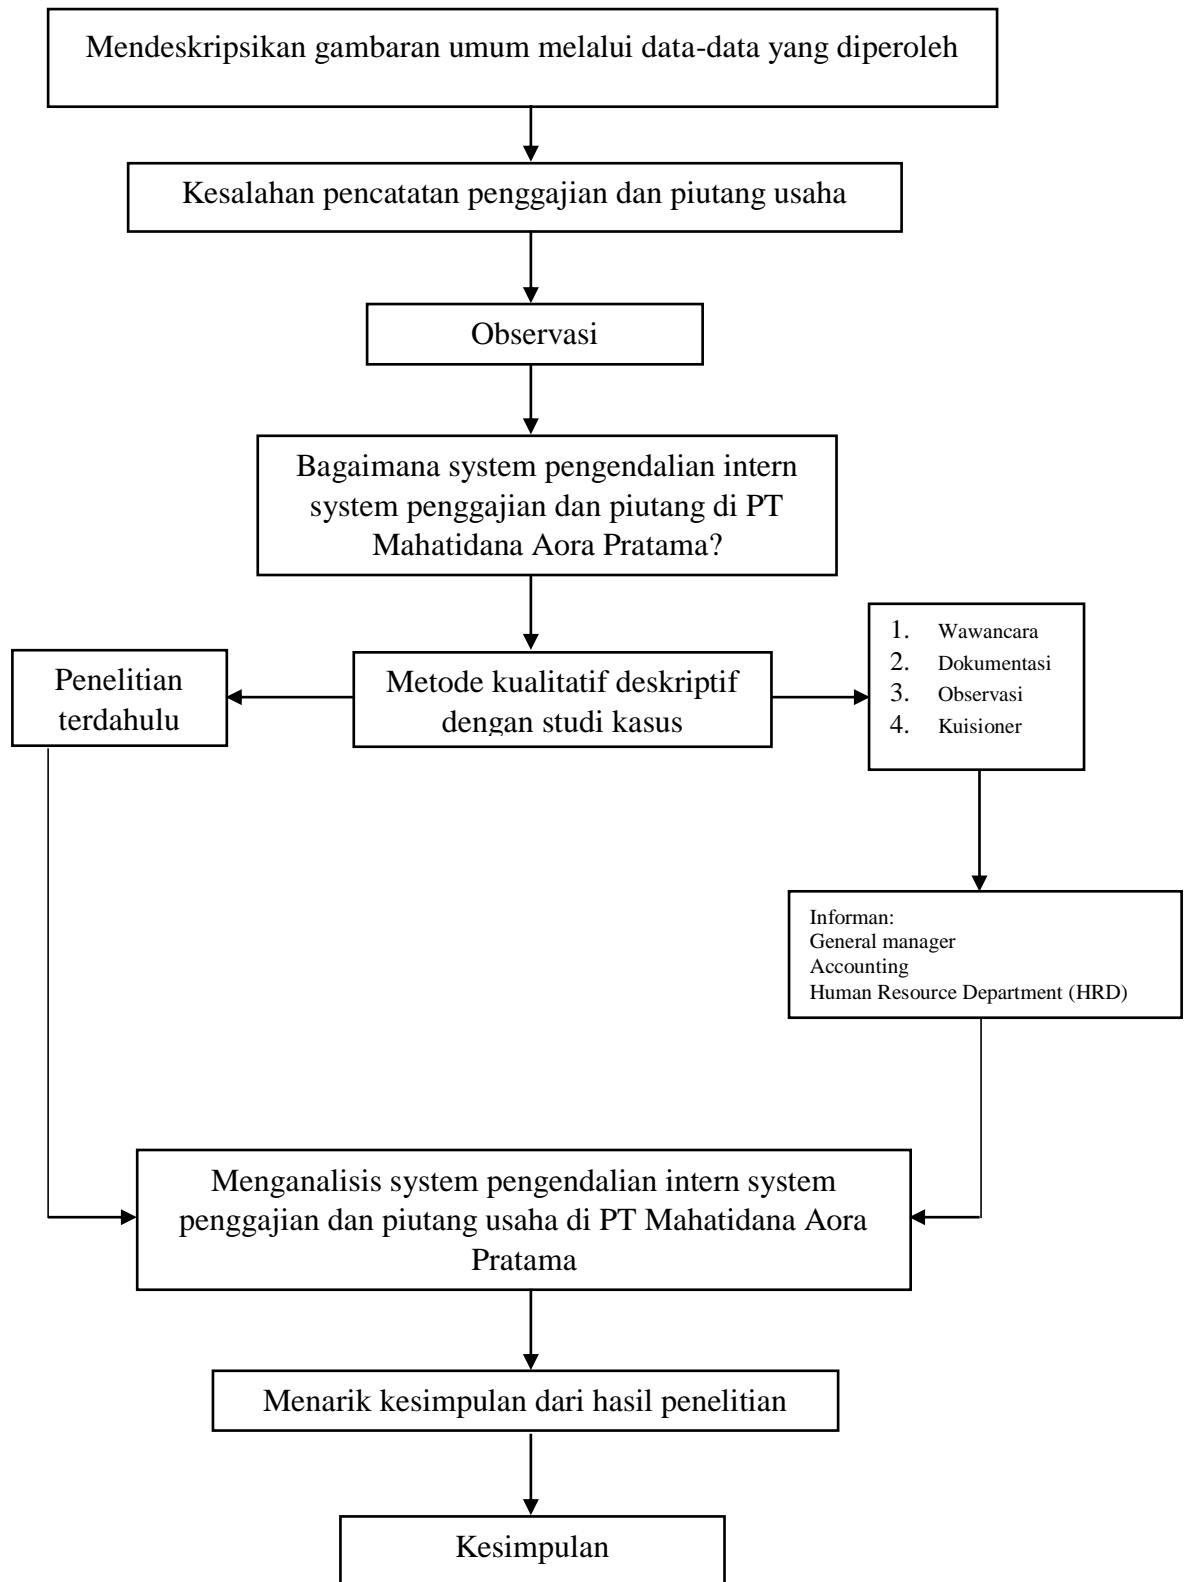 Mendeskripsikan gambaran umum melalui data-data yang diperoleh
Kesalahan pencatatan penggajian dan piutang usaha
Observasi
Bagaimana system pengendalian intern
system penggajian dan piutang di PT
Mahatidana Aora Pratama?
Penelitian
terdahulu
Metode kualitatif deskriptif
dengan studi kasus
1. Wawancara
2. Dokumentasi
3. Observasi
4. Kuisioner
Informan:
General manager
Accounting
Human Resource Department (HRD)
Menganalisis system pengendalian intern system
penggajian dan piutang usaha di PT Mahatidana Aora
Pratama
Menarik kesimpulan dari hasil penelitian
Kesimpulan